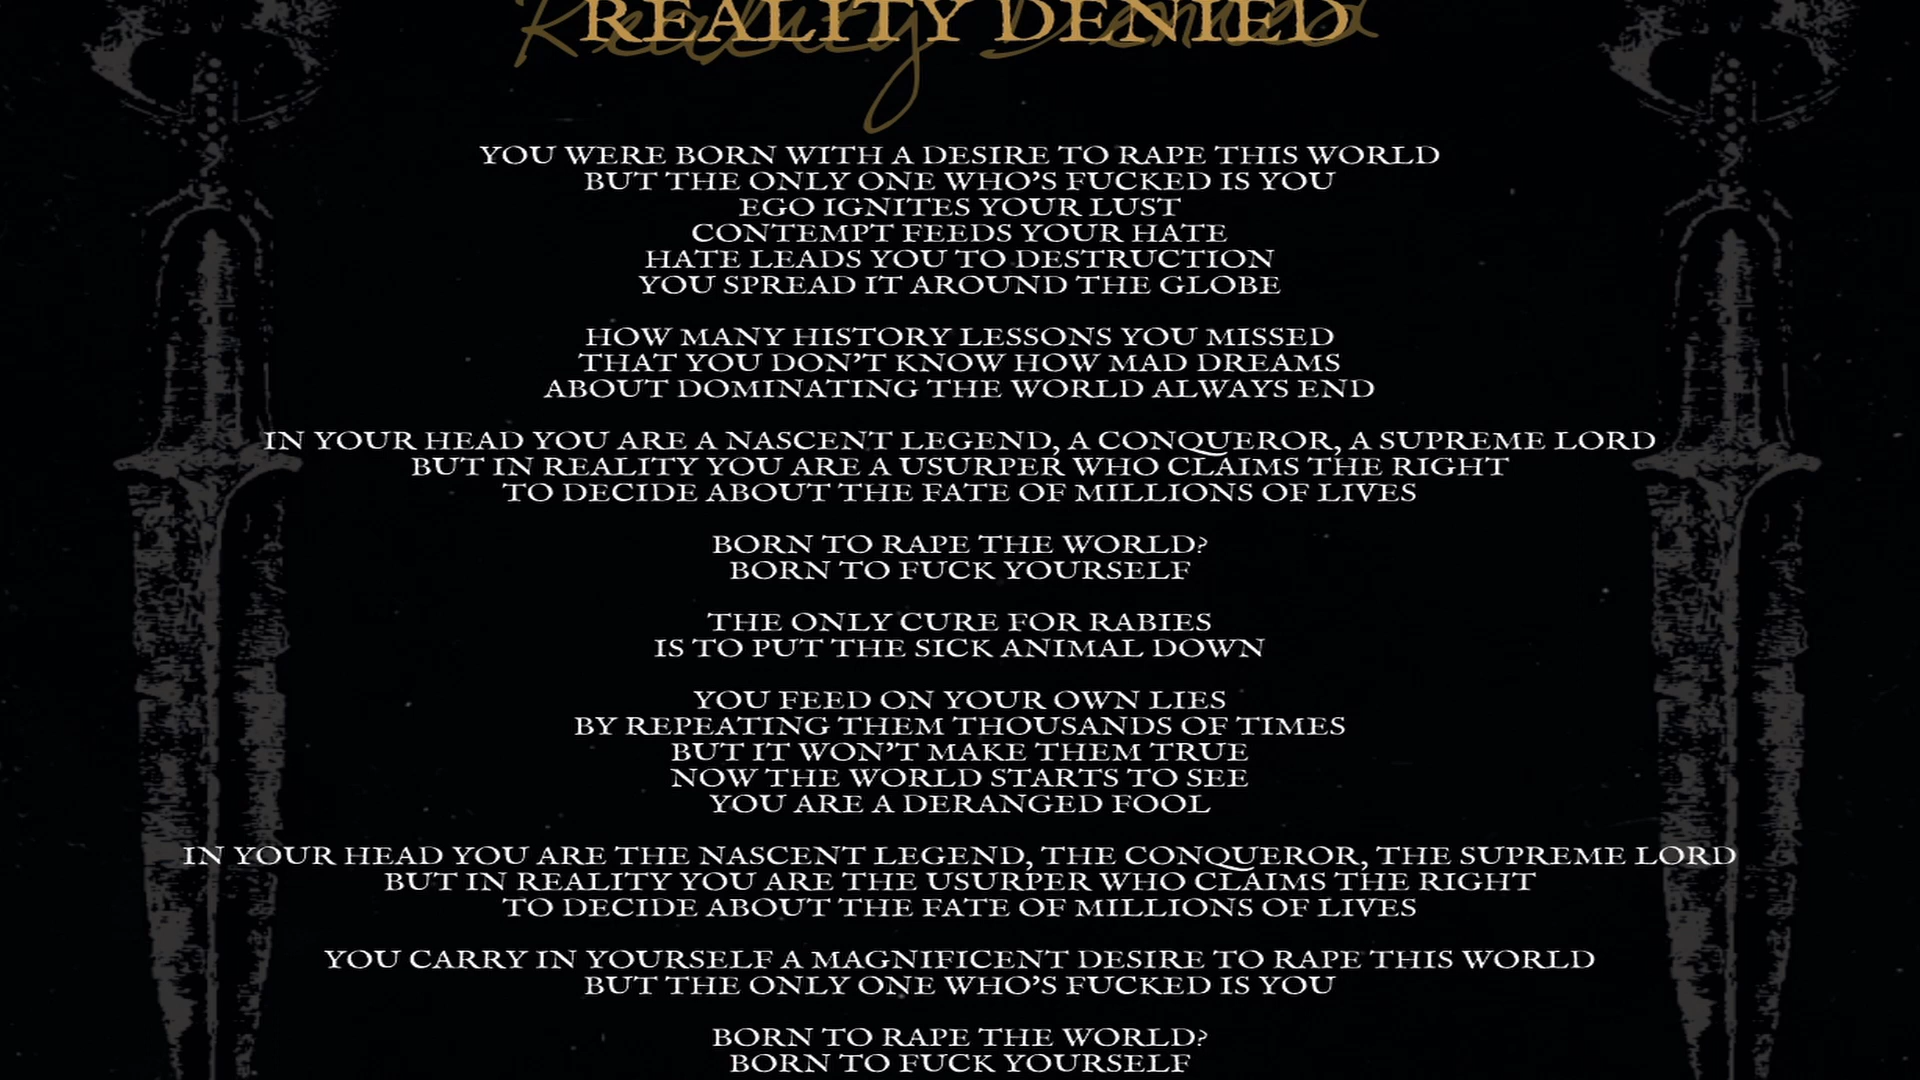 REALITY DENIED
Reality Denied
YOU WERE BORN WITH A DESIRE TO RAPE THIS WORLD
BUT THE ONLY ONE WHO'S FUCKED IS YOU
EGO IGNITES YOUR LUST
CONTEMPT FEEDS YOUR HATE
HATE LEADS YOU TO DESTRUCTION
YOU SPREAD IT AROUND THE GLOBE
HOW MANY HISTORY LESSONS YOU MISSED
THAT YOU DON'T KNOW HOW MAD DREAMS
ABOUT DOMINATING THE WORLD ALWAYS END
IN YOUR HEAD YOU ARE A NASCENT LEGEND, A CONQUEROR, A SUPREME LORD
BUT IN REALITY YOU ARE A USURPER WHO CLAIMS THE RIGHT
TO DECIDE ABOUT THE FATE OF MILLIONS OF LIVES
BORN TO RAPE THE WORLD?
BORN TO FUCK YOURSELF
THE ONLY CURE FOR RABIES
IS TO PUT THE SICK ANIMAL DOWN
YOU FEED ON YOUR OWN LIES
BY REPEATING THEM THOUSANDS OF TIMES
BUT IT WON'T MAKE THEM TRUE
NOW THE WORLD STARTS TO SEE
YOU ARE A DERANGED FOOL
IN YOUR HEAD YOU ARE THE NASCENT LEGEND, THE CONQUEROR, THE SUPREME LORD
BUT IN REALITY YOU ARE THE USURPER WHO CLAIMS THE RIGHT
TO DECIDE ABOUT THE FATE OF MILLIONS OF LIVES
YOU CARRY IN YOURSELF A MAGNIFICENT DESIRE TO RAPE THIS WORLD
BUT THE ONLY ONE WHO'S FUCKED IS YOU
BORN TO RAPE THE WORLD?
BORN TO FUCK YOURSELF